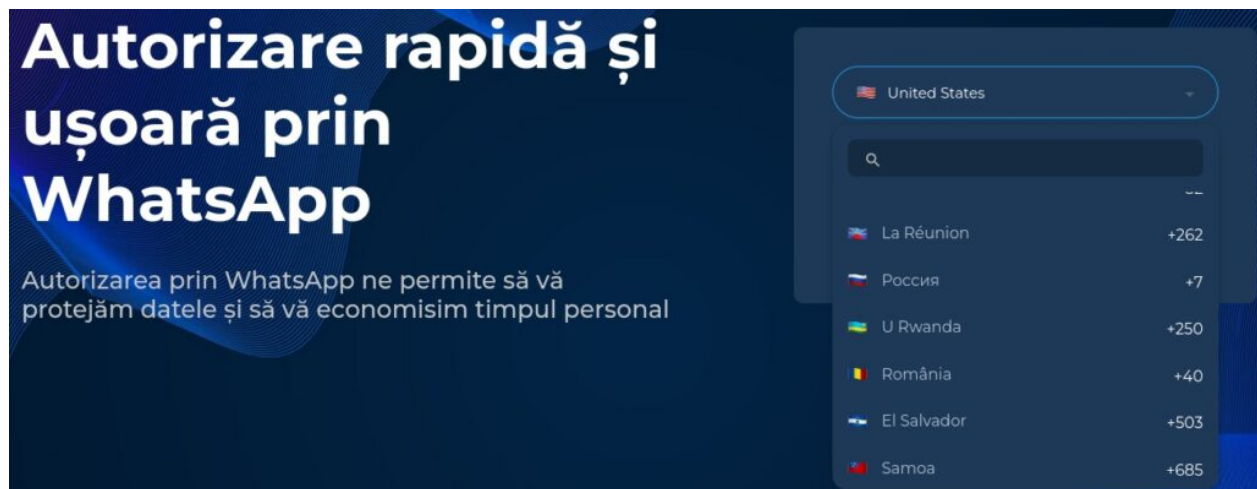 Autorizare rapidă și
ușoară prin
WhatsApp
Autorizarea prin WhatsApp ne permite să vă
protejăm datele și să vă economisim timpul personal
United States
La Réunion +262
Россия +7
U Rwanda +250
România +40
El Salvador +503
Samoa +685